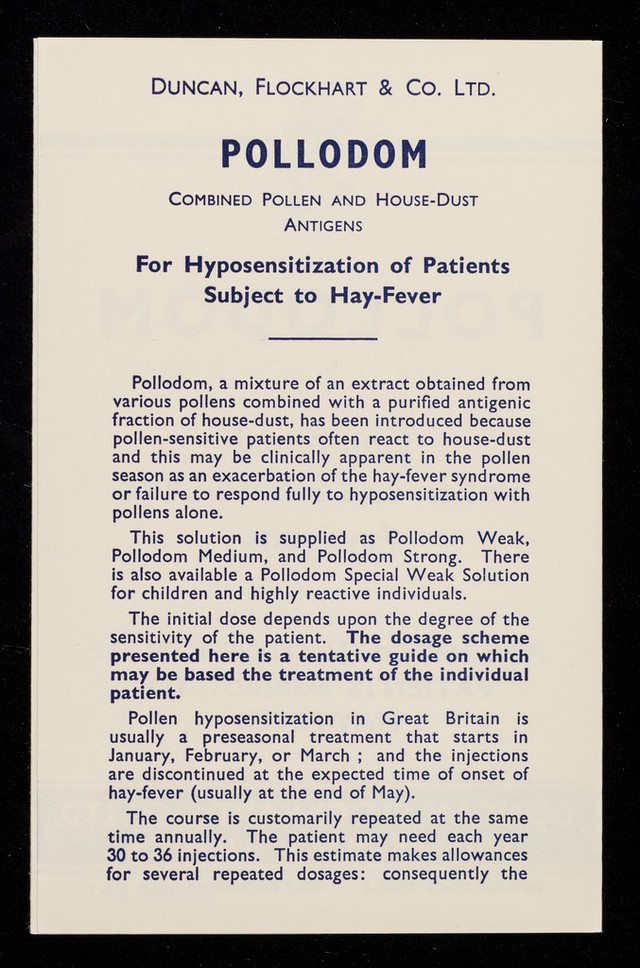 DUNCAN, FLOCKHART & CO. LTD.
POLLODOM
COMBINED POLLEN AND HOUSE-DUST
ANTIGENS
For Hyposensitization of Patients
Subject to Hay-Fever
Pollodom, a mixture of an extract obtained from
various pollens combined with a purified antigenic
fraction of house-dust, has been introduced because
pollen-sensitive patients often react to house-dust
and this may be clinically apparent in the pollen
season as an exacerbation of the hay-fever syndrome
or failure to respond fully to hyposensitization with
pollens alone.
This solution is supplied as Pollodom Weak,
Pollodom Medium, and Pollodom Strong. There
is also available a Pollodom Special Weak Solution
for children and highly reactive individuals.
The initial dose depends upon the degree of the
sensitivity of the patient. The dosage scheme
presented here is a tentative guide on which
may be based the treatment of the individual
patient.
Pollen hyposensitization in Great Britain is
usually a preseasonal treatment that starts in
January, February, or March ; and the injections
are discontinued at the expected time of onset of
hay-fever (usually at the end of May).
The course is customarily repeated at the same
time annually. The patient may need each year
30 to 36 injections. This estimate makes allowances
for several repeated dosages: consequently the